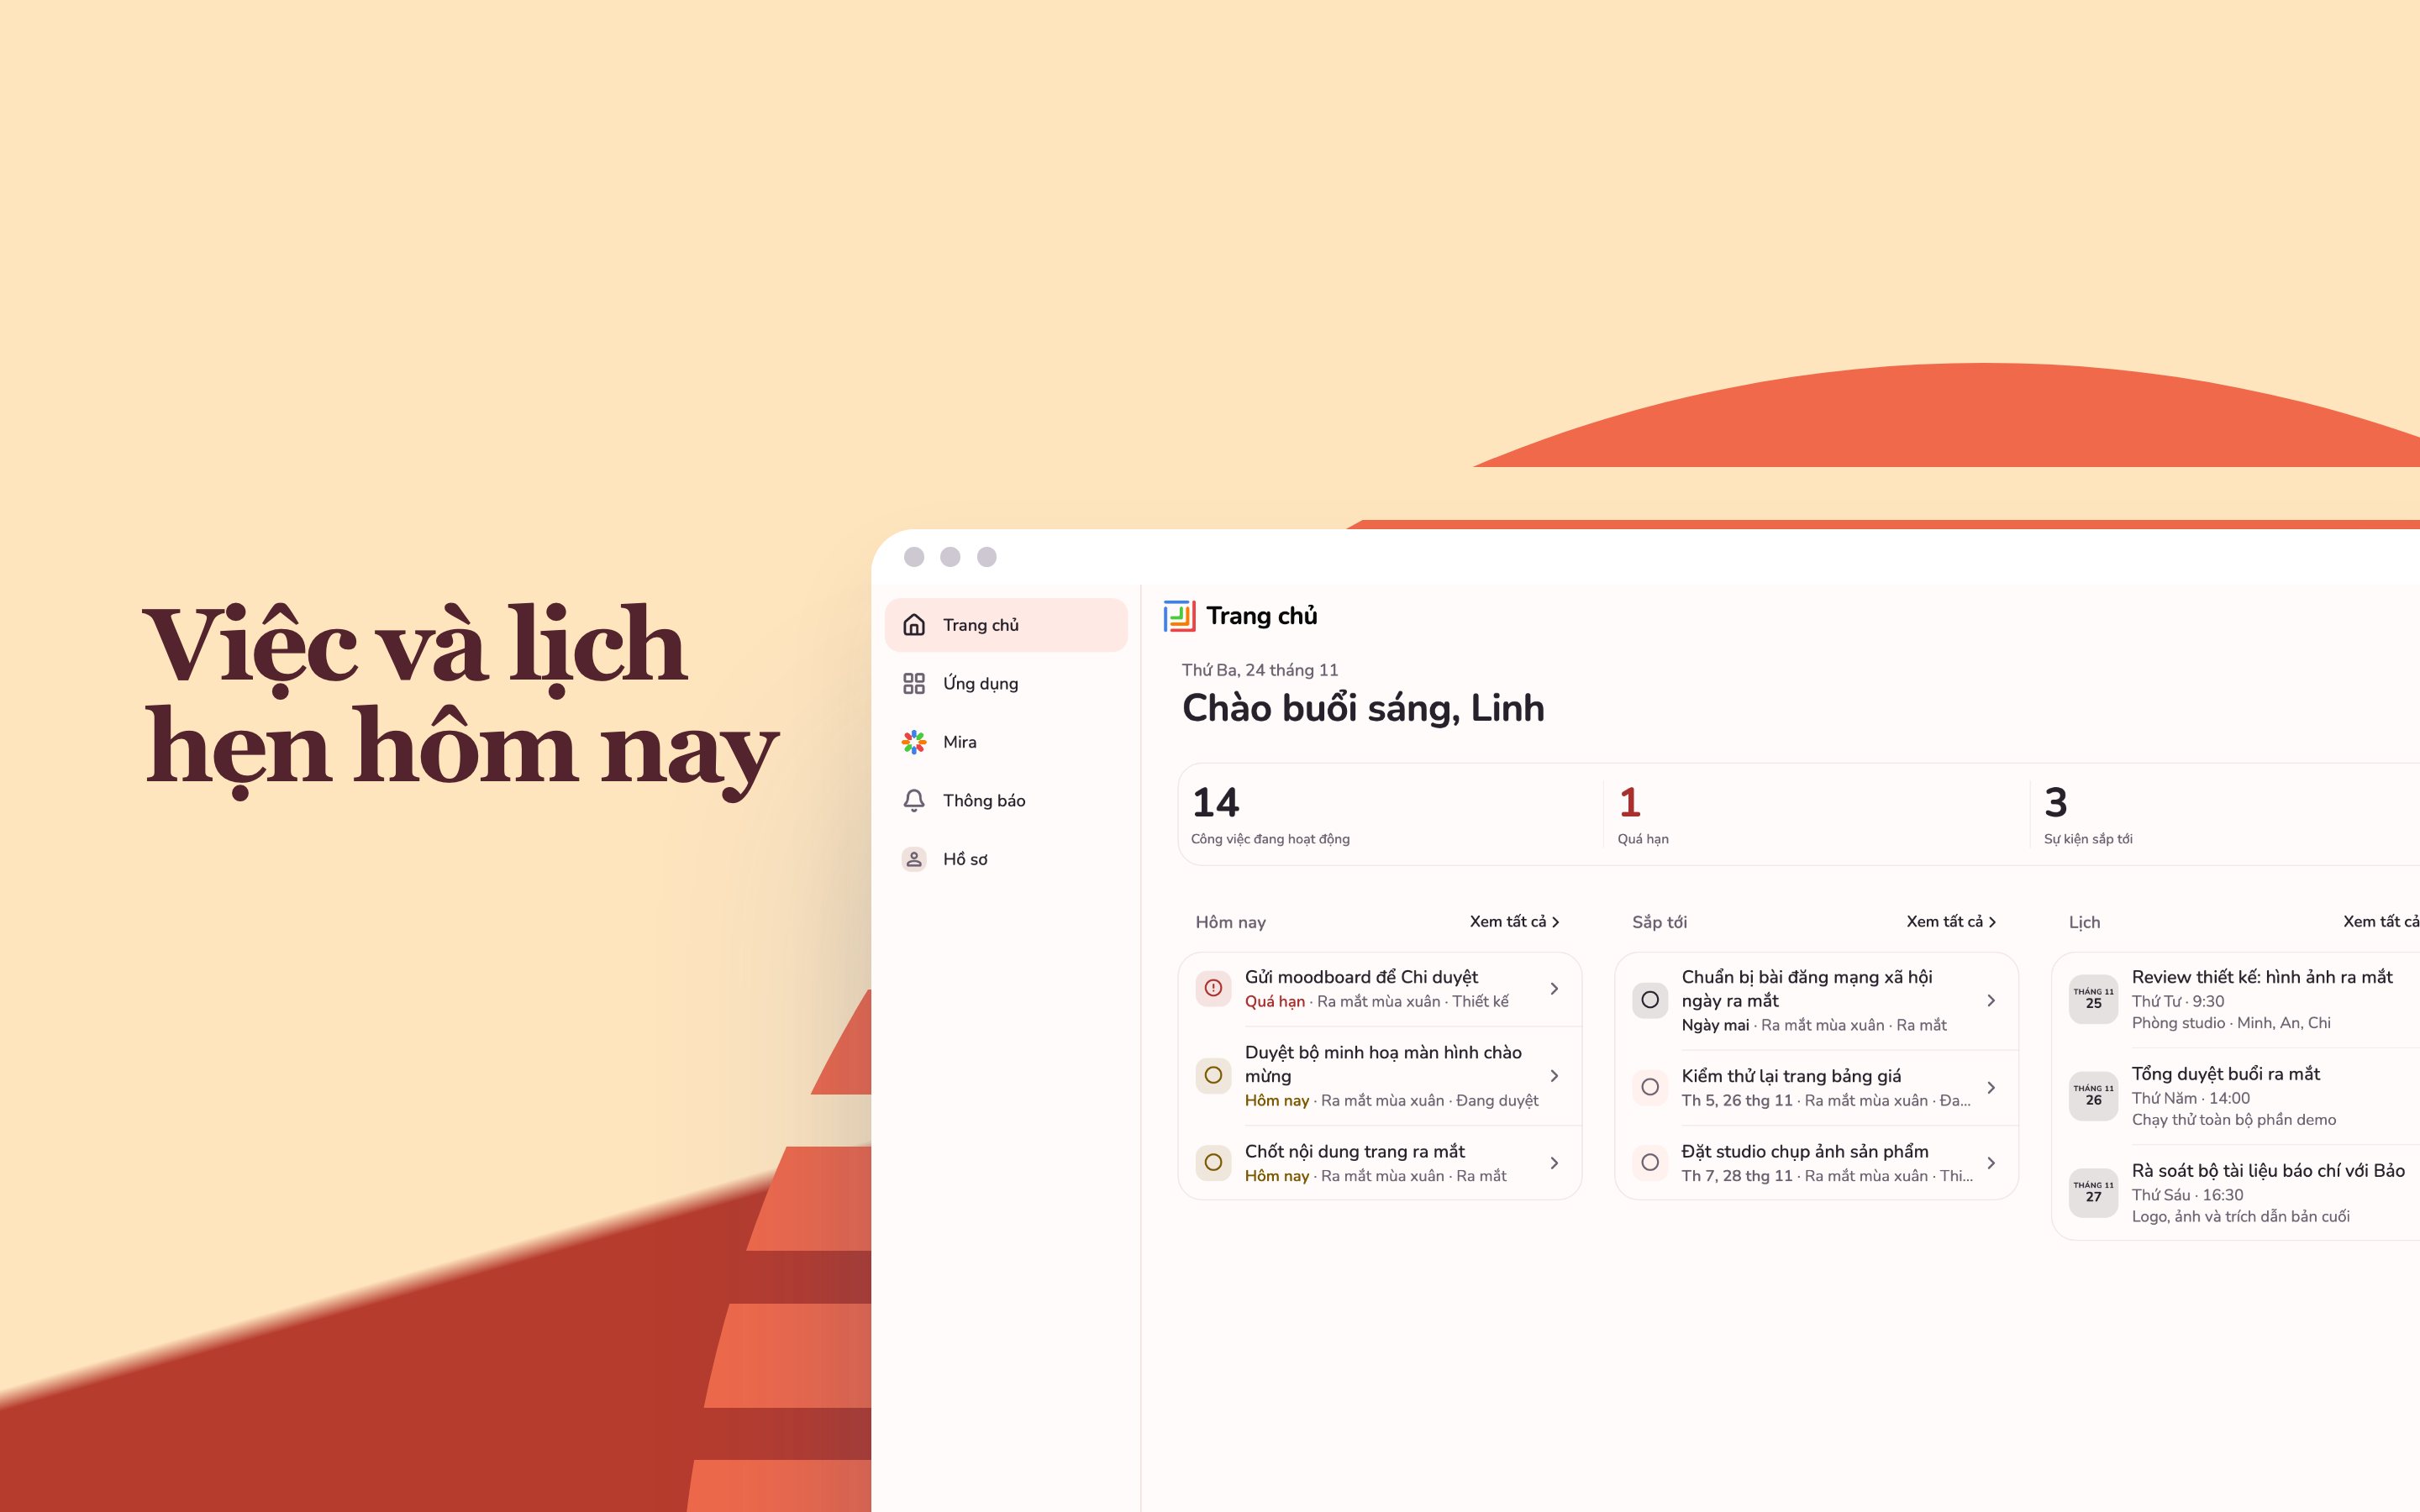 Việc và lịch
hẹn hôm nay
Trang chủ
Ứng dụng
Mira
Thông báo
Hồ sơ
Trang chủ
Thứ Ba, 24 tháng 11
Chào buổi sáng, Linh
14
Công việc đang hoạt động
1
Quá hạn
3
Sự kiện sắp tới
Hôm nay
Xem tất cả
Gửi moodboard để Chi duyệt
Quá hạn · Ra mắt mùa xuân · Thiết kế
Duyệt bộ minh hoạ màn hình chào
mừng
Hôm nay · Ra mắt mùa xuân · Đang duyệt
Chốt nội dung trang ra mắt
Hôm nay · Ra mắt mùa xuân · Ra mắt
Sắp tới
Xem tất cả
Chuẩn bị bài đăng mạng xã hội
ngày ra mắt
Ngày mai · Ra mắt mùa xuân · Ra mắt
Kiểm thử lại trang bảng giá
Th 5, 26 thg 11 · Ra mắt mùa xuân · Đa...
Đặt studio chụp ảnh sản phẩm
Th 7, 28 thg 11 · Ra mắt mùa xuân · Thi...
Lịch
Xem tất cả
THÁNG 11
25
Review thiết kế: hình ảnh ra mắt
Thứ Tư · 9:30
Phòng studio · Minh, An, Chi
THÁNG 11
26
Tổng duyệt buổi ra mắt
Thứ Năm · 14:00
Chạy thử toàn bộ phần demo
THÁNG 11
27
Rà soát bộ tài liệu báo chí với Bảo
Thứ Sáu · 16:30
Logo, ảnh và trích dẫn bản cuối